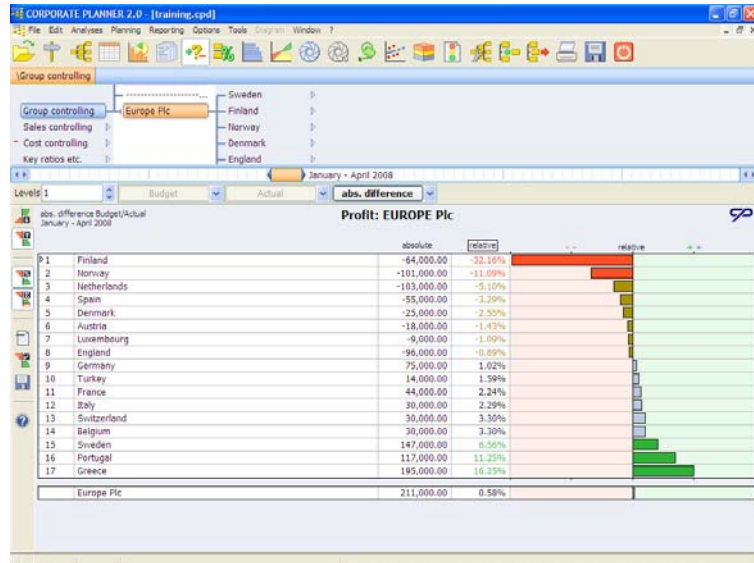 CORPORATE PLANNER 2.0 - [training.cpd]
File Edit Analyses Planning Reporting Options Tools Diagram Window ?
\Group controlling
Sweden
Group controlling Europe Plc Finland
Sales controlling Norway
Cost controlling Denmark
Key ratios etc. England
January - April 2008
Levels 1 Budget Actual abs. difference
abs. difference Budget/Actual
January - April 2008
Profit: EUROPE Plc
absolute relative - - relative + +
1 Finland -64,000.00 -32.16%
2 Norway -101,000.00 -11.09%
3 Netherlands -103,000.00 -5.10%
4 Spain -55,000.00 -3.29%
5 Denmark -25,000.00 -2.55%
6 Austria -18,000.00 -1.43%
7 Luxembourg -9,000.00 -1.09%
8 England -96,000.00 -0.89%
9 Germany 75,000.00 1.02%
10 Turkey 14,000.00 1.59%
11 France 44,000.00 2.24%
12 Italy 30,000.00 2.29%
13 Switzerland 30,000.00 3.30%
14 Belgium 30,000.00 3.30%
15 Sweden 147,000.00 6.56%
16 Portugal 117,000.00 11.25%
17 Greece 195,000.00 16.25%
Europe Plc 211,000.00 0.58%